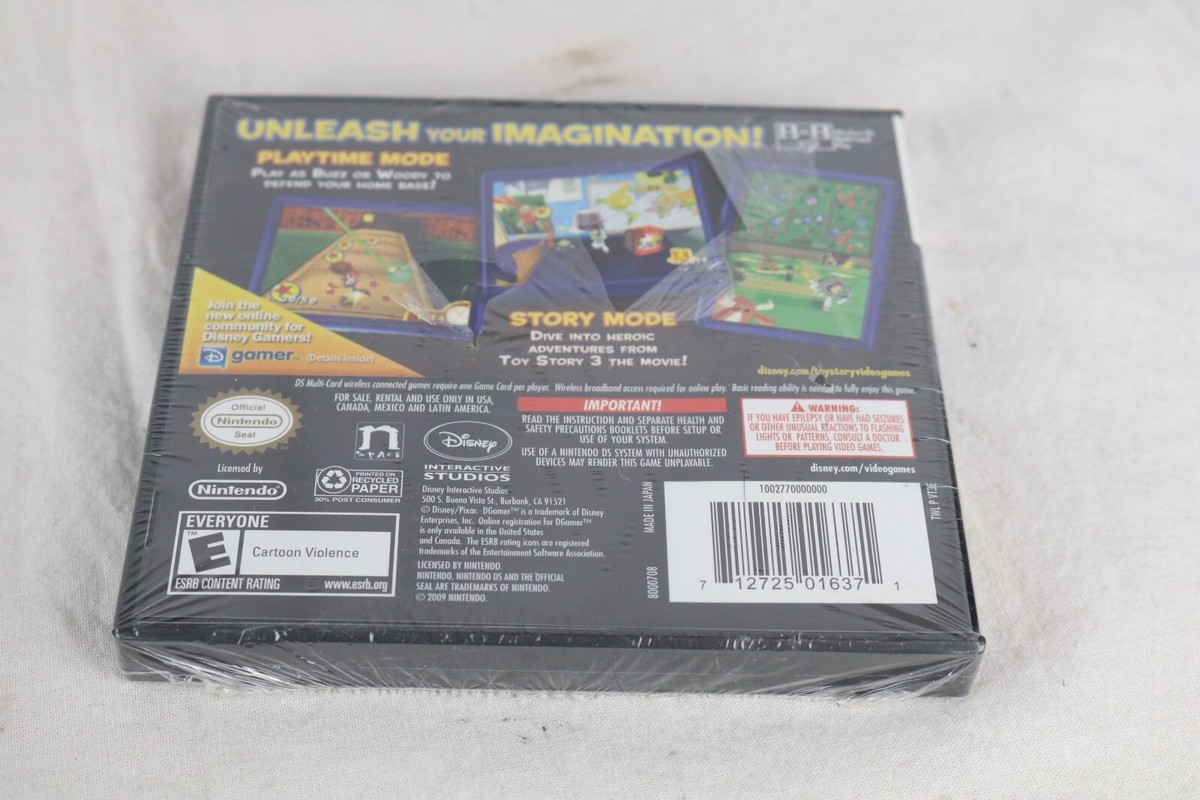 UNLEASH YOUR IMAGINATION!
PLAYTIME MODE
PLAY AS BUZZ OR WOODY TO
DEFEND YOUR HOME BASE!
Join the
new online
community for
Disney Gamers!
D gamer™ (Details inside)
STORY MODE
DIVE INTO HEROIC
ADVENTURES FROM
TOY STORY 3 THE MOVIE!
disney.com/toystoryvideogames
DS Multi-Card wireless connected games require one Game Card per player. Wireless broadband access required for online play. Basic reading ability is needed to fully enjoy this game.
Official
Nintendo
Seal
FOR SALE, RENTAL AND USE ONLY IN USA,
CANADA, MEXICO AND LATIN AMERICA.
n
SPACE
Disney
INTERACTIVE
STUDIOS
IMPORTANT!
READ THE INSTRUCTION AND SEPARATE HEALTH AND
SAFETY PRECAUTIONS BOOKLETS BEFORE SETUP OR
USE OF YOUR SYSTEM.
USE OF A NINTENDO DS SYSTEM WITH UNAUTHORIZED
DEVICES MAY RENDER THIS GAME UNPLAYABLE.
WARNING:
IF YOU HAVE EPILEPSY OR HAVE HAD SEIZURES
OR OTHER UNUSUAL REACTIONS TO FLASHING
LIGHTS OR PATTERNS, CONSULT A DOCTOR
BEFORE PLAYING VIDEO GAMES.
disney.com/videogames
Licensed by
Nintendo®
PRINTED ON
RECYCLED
PAPER
30% POST CONSUMER
Disney Interactive Studios
500 S. Buena Vista St., Burbank, CA 91521
© Disney/Pixar. DGamer™ is a trademark of Disney
Enterprises, Inc. Online registration for DGamer™
is only available in the United States
and Canada. The ESRB rating icons are registered
trademarks of the Entertainment Software Association.
LICENSED BY NINTENDO.
NINTENDO, NINTENDO DS AND THE OFFICIAL
SEAL ARE TRADEMARKS OF NINTENDO.
© 2009 NINTENDO.
EVERYONE
E
™
Cartoon Violence
ESRB CONTENT RATING www.esrb.org
MADE IN JAPAN
8000708
1002770000000
7 12725 01637 1